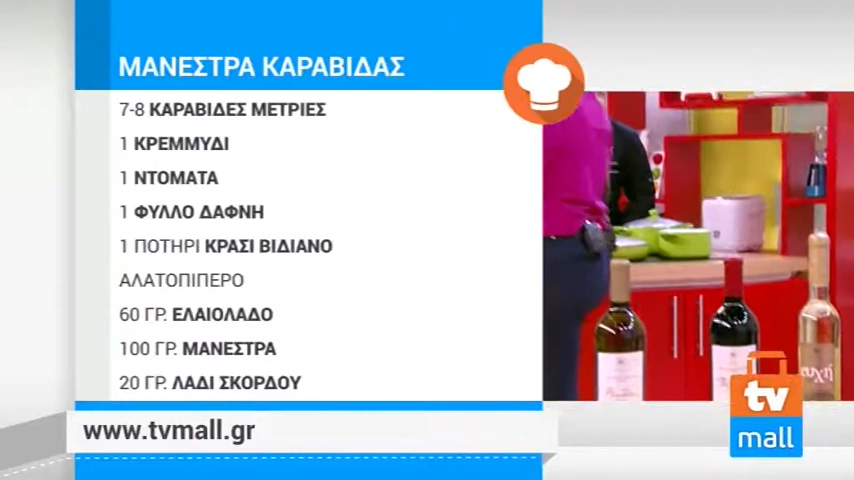 ΜΑΝΕΣΤΡΑ ΚΑΡΑΒΙΔΑΣ
7-8 ΚΑΡΑΒΙΔΕΣ ΜΕΤΡΙΕΣ
1 ΚΡΕΜΜΥΔΙ
1 ΝΤΟΜΑΤΑ
1 ΦΥΛΛΟ ΔΑΦΝΗ
1 ΠΟΤΗΡΙ ΚΡΑΣΙ ΒΙΔΙΑΝΟ
ΑΛΑΤΟΠΙΠΕΡΟ
60 ΓΡ. ΕΛΑΙΟΛΑΔΟ
100 ΓΡ. ΜΑΝΕΣΤΡΑ
20 ΓΡ. ΛΑΔΙ ΣΚΟΡΔΟΥ
www.tvmall.gr
tv
mall